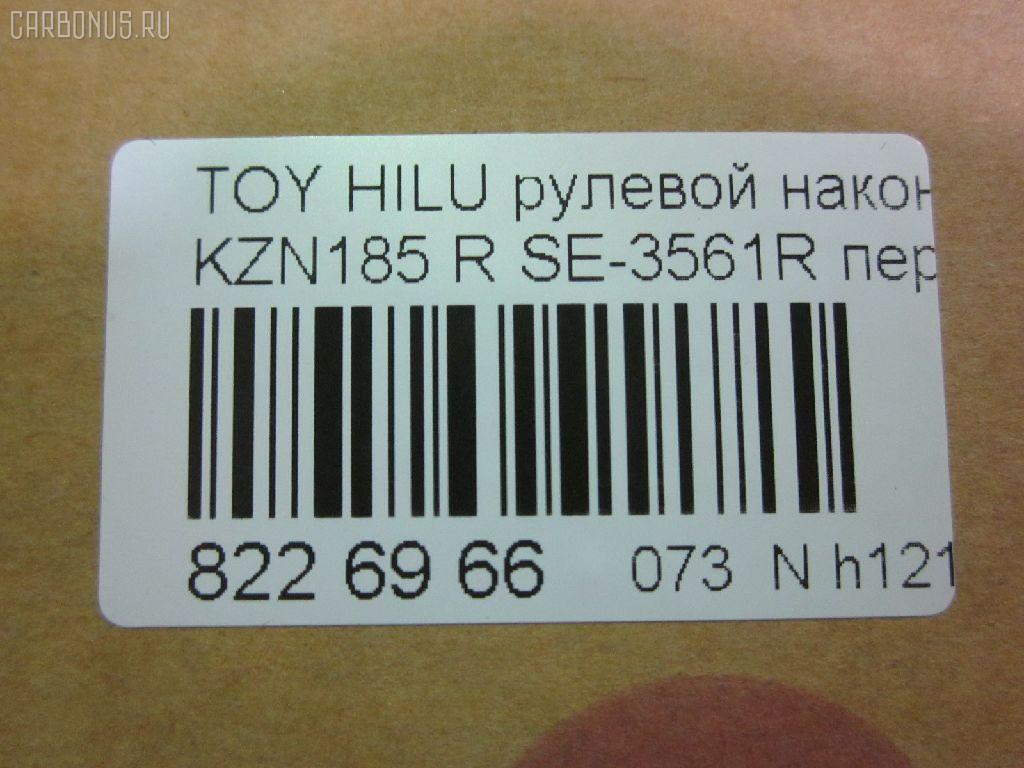 CARBONUS.RU
TOY HILU рулевой након
KZN185 R SE-3561R пер
822 69 66 073 N h121